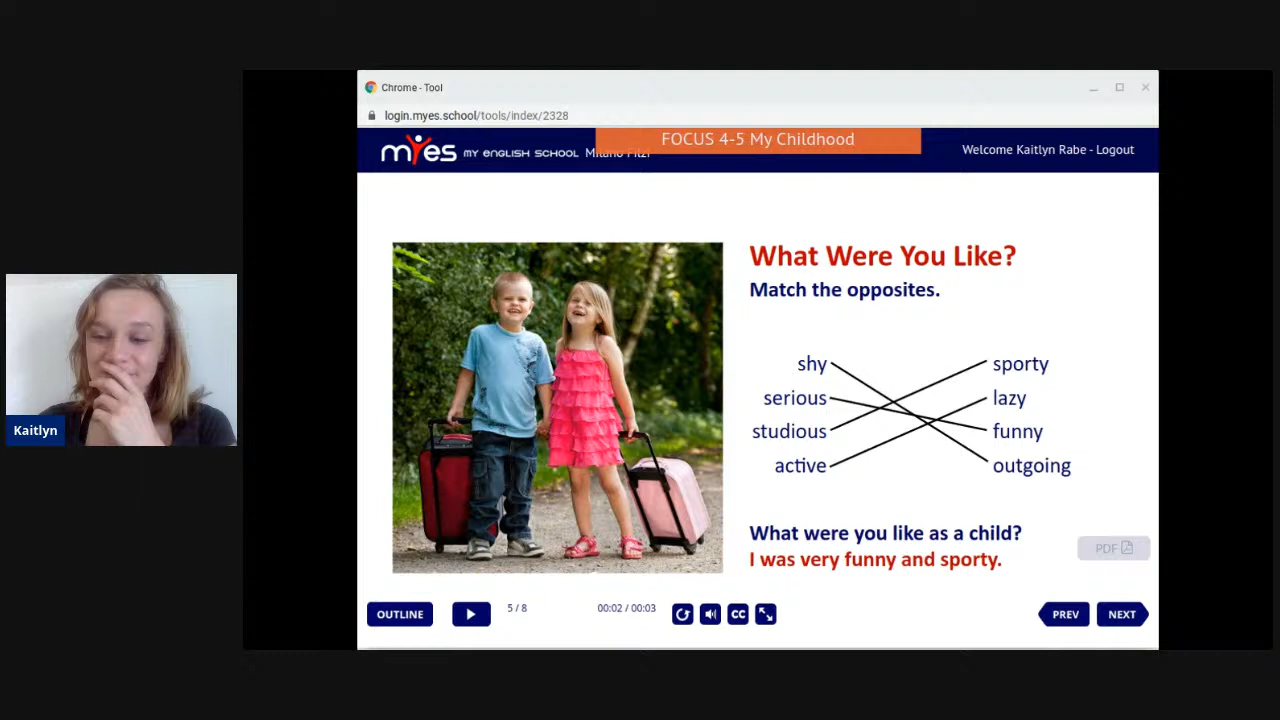 Chrome - Tool
login.myes.school/tools/index/2328
FOCUS 4-5 My Childhood
myes MY ENGLISH SCHOOL Milano Filzi
Welcome Kaitlyn Rabe - Logout
What Were You Like?
Match the opposites.
shy sporty
serious lazy
studious funny
active outgoing
Kaitlyn
What were you like as a child?
I was very funny and sporty.
PDF
OUTLINE 5 / 8 00:02 / 00:03 CC PREV NEXT